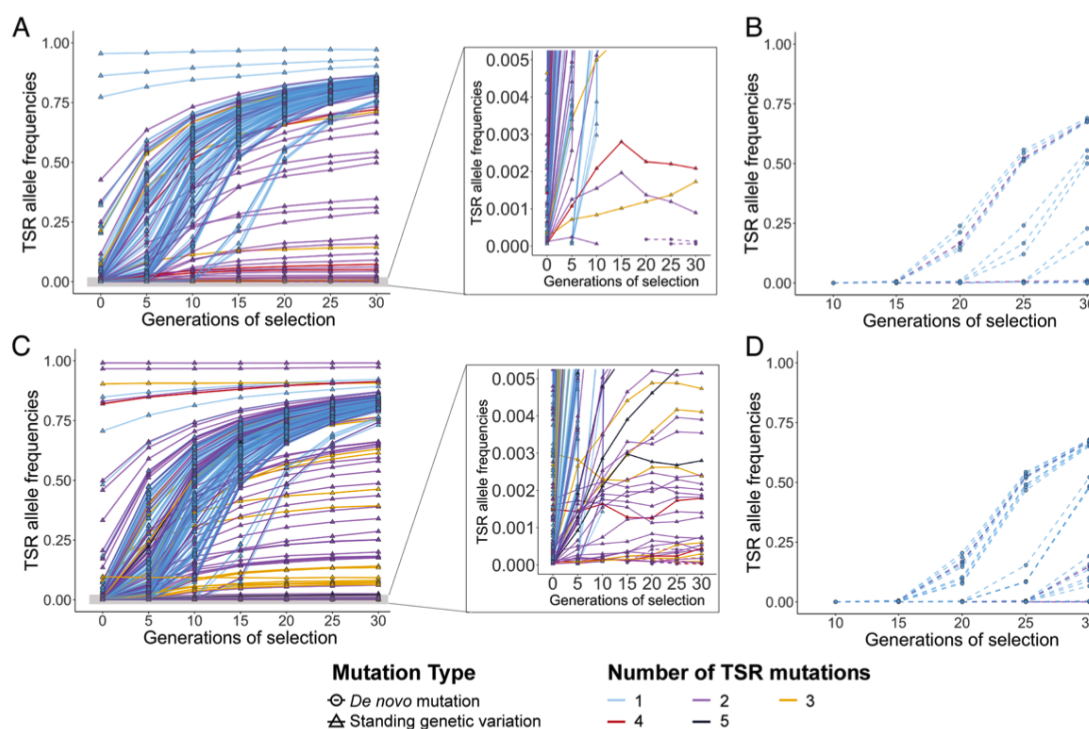 A
TSR allele frequencies
1.00
0.75
0.50
0.25
0.00
0 5 10 15 20 25 30
Generations of selection
TSR allele frequencies
0.005
0.004
0.003
0.002
0.001
0.000
0 5 10 15 20 25 30
Generations of selection
B
TSR allele frequencies
1.00
0.75
0.50
0.25
0.00
10 15 20 25
Generations of selection
C
TSR allele frequencies
1.00
0.75
0.50
0.25
0.00
0 5 10 15 20 25 30
Generations of selection
TSR allele frequencies
0.005
0.004
0.003
0.002
0.001
0.000
0 5 10 15 20 25 30
Generations of selection
D
TSR allele frequencies
1.00
0.75
0.50
0.25
0.00
10 15 20 25
Generations of selection
Mutation Type
De novo mutation
Standing genetic variation
Number of TSR mutations
1 2 3
4 5